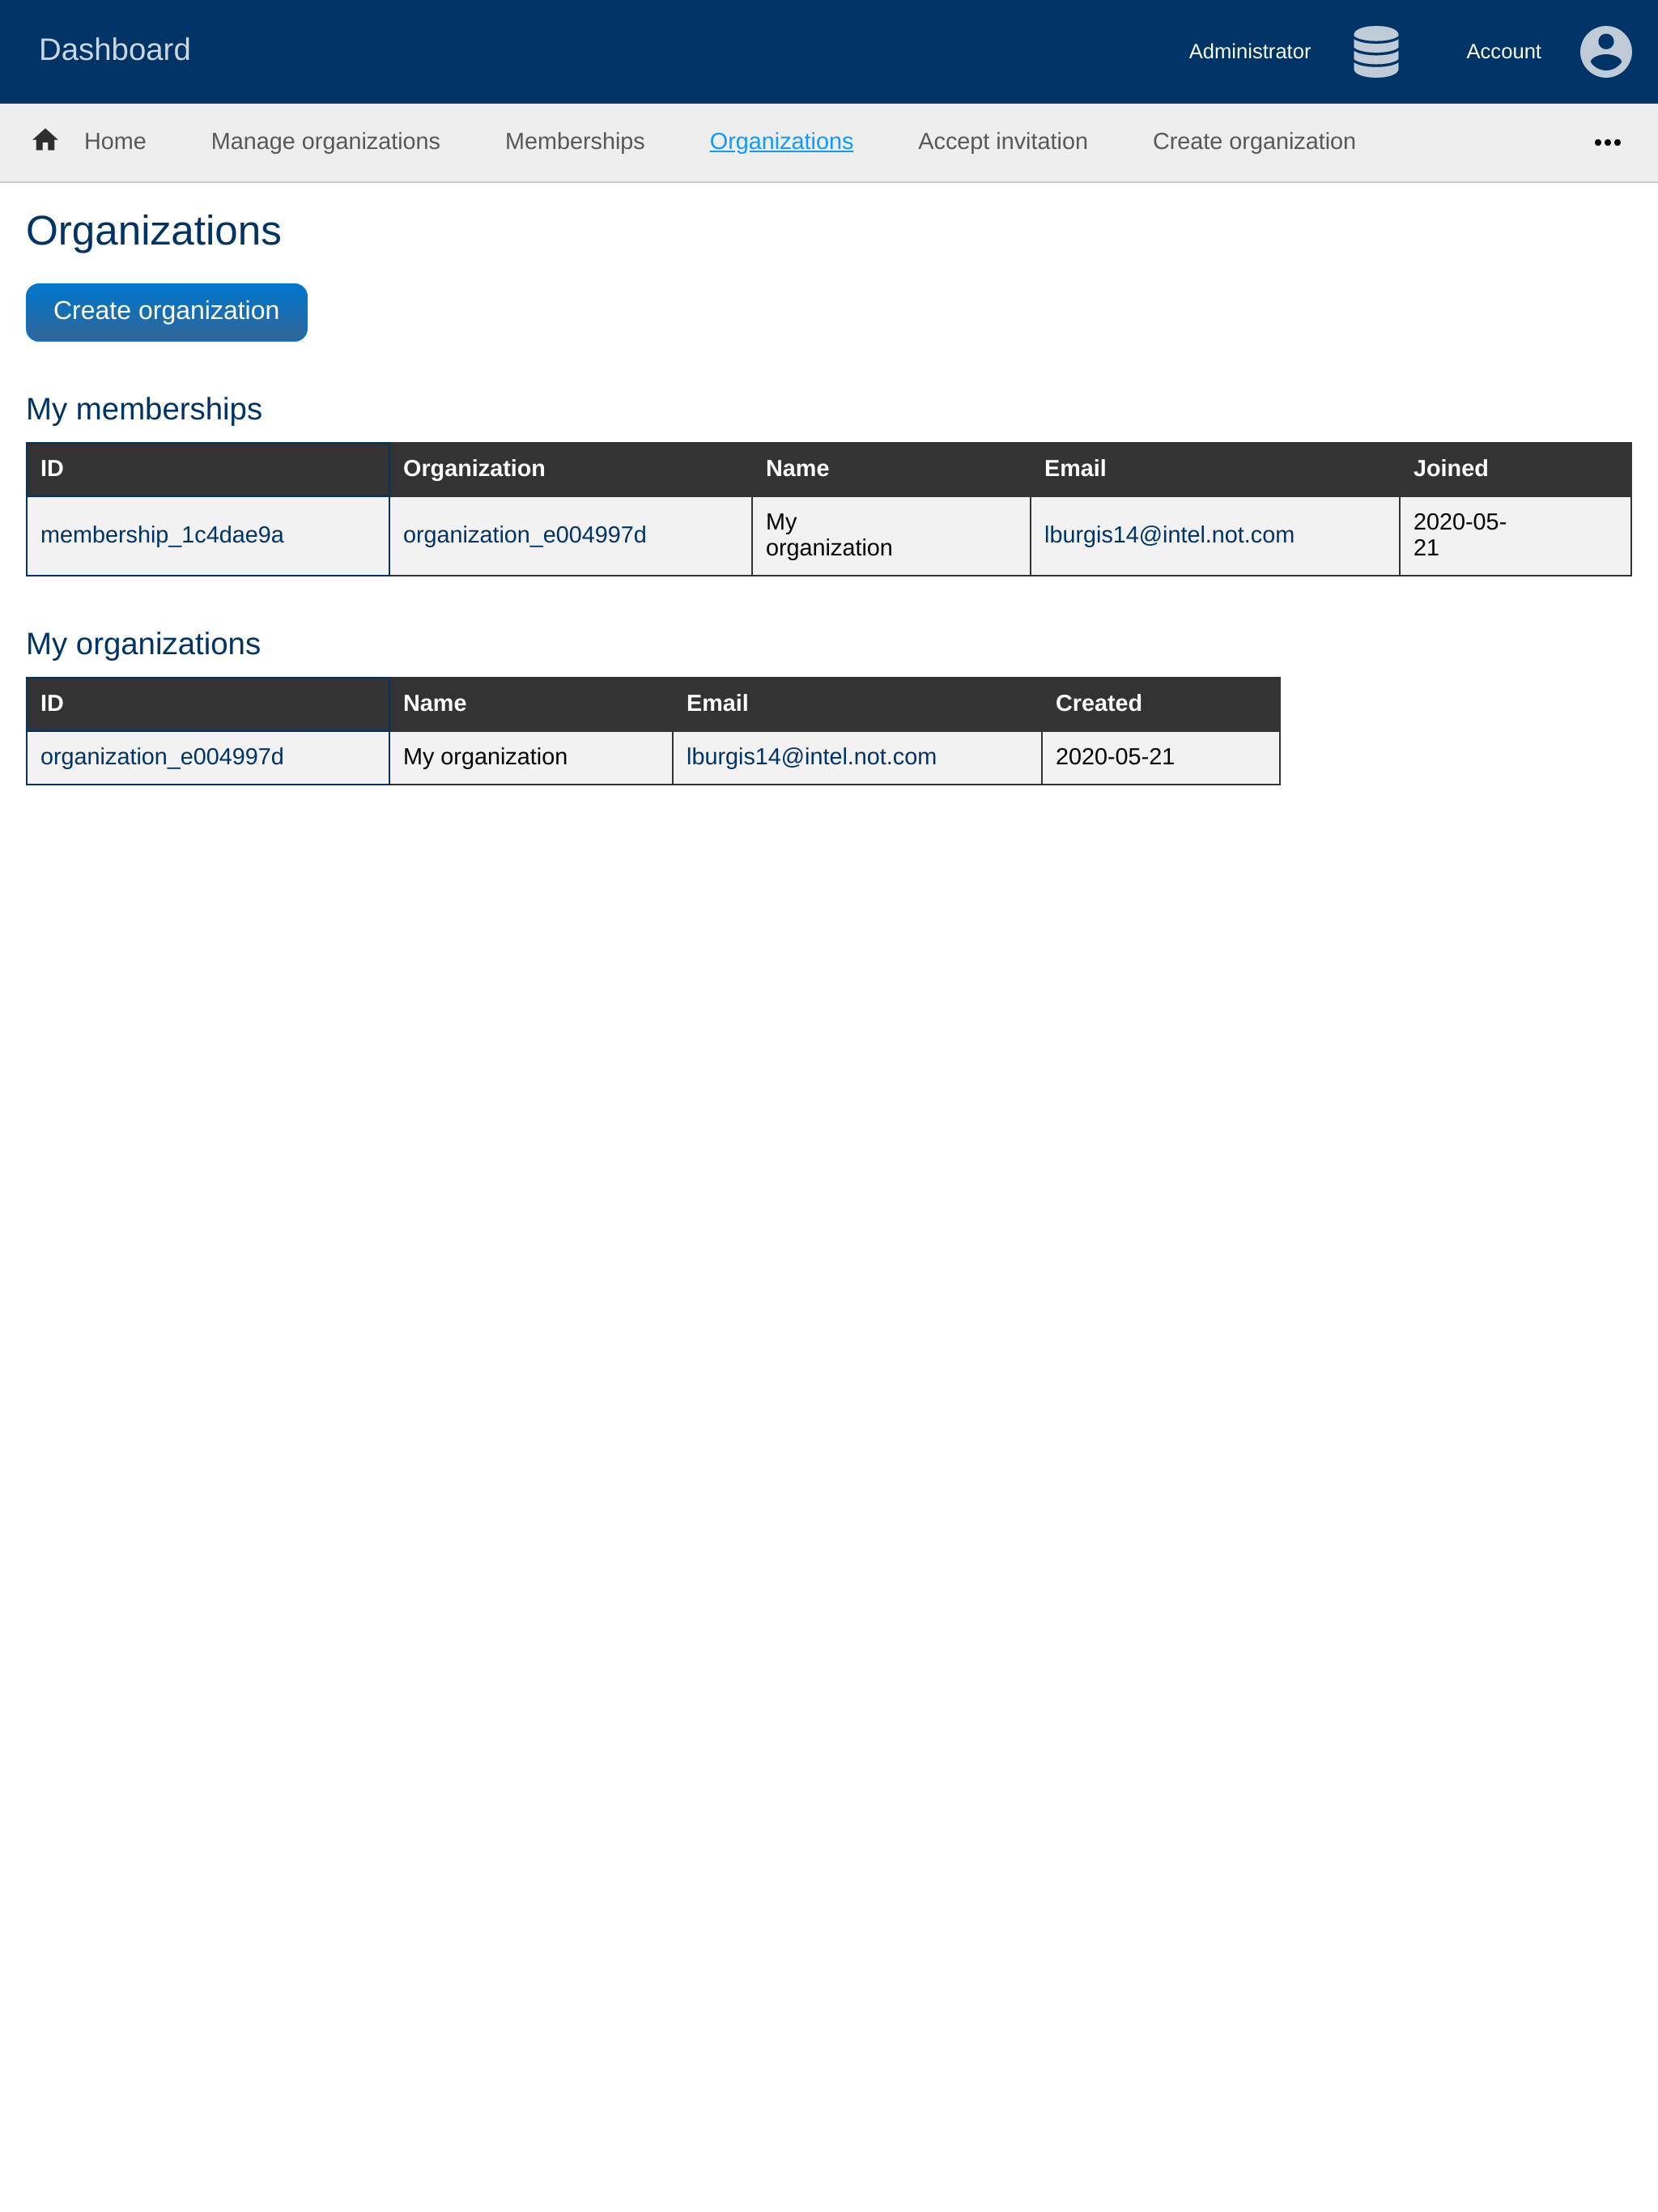 Dashboard Administrator Account
Home Manage organizations Memberships Organizations Accept invitation Create organization
Organizations
Create organization
My memberships
ID Organization Name Email Joined
membership_1c4dae9a organization_e004997d My organization lburgis14@intel.not.com 2020-05-21
My organizations
ID Name Email Created
organization_e004997d My organization lburgis14@intel.not.com 2020-05-21